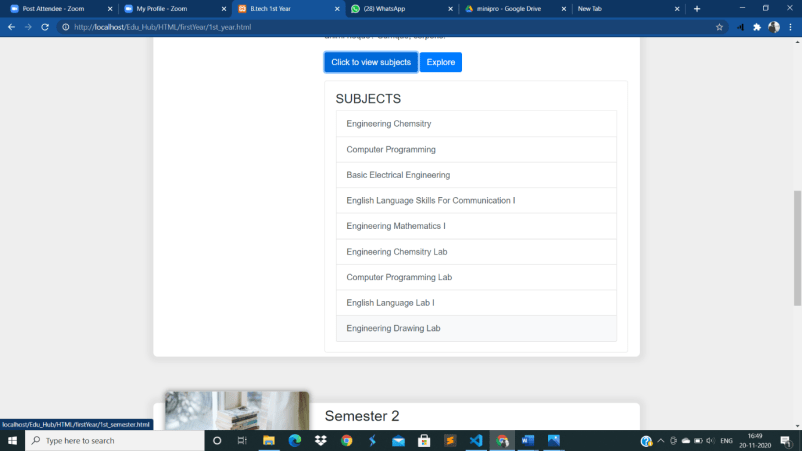 Post Attendee - Zoom
My Profile - Zoom
B.tech 1st Year
(28) WhatsApp
minipro - Google Drive
New Tab
http://localhost/Edu_Hub/HTML/firstYear/1st_year.html
Click to view subjects
Explore
SUBJECTS
Engineering Chemsitry
Computer Programming
Basic Electrical Engineering
English Language Skills For Communication I
Engineering Mathematics I
Engineering Chemsitry Lab
Computer Programming Lab
English Language Lab I
Engineering Drawing Lab
Semester 2
localhost/Edu_Hub/HTML/firstYear/1st_semester.html
Type here to search
ENG
16:49
20-11-2020